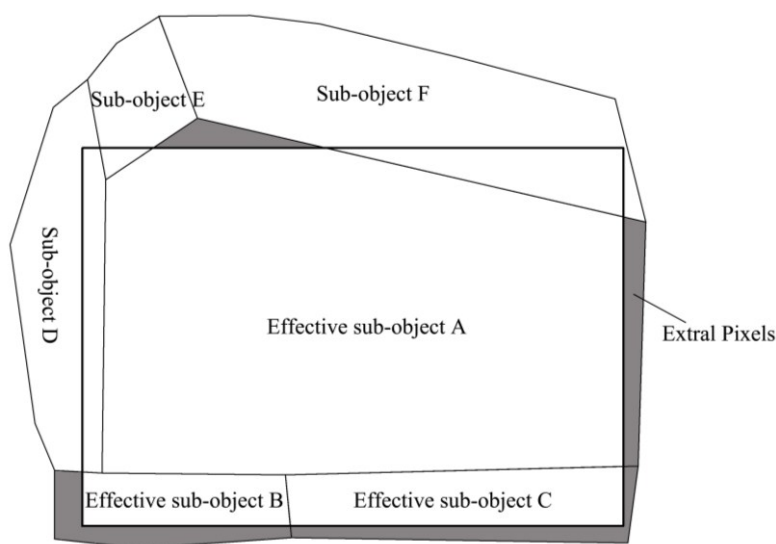 Sub-object E
Sub-object F
Sub-object D
Effective sub-object A
Extral Pixels
Effective sub-object B
Effective sub-object C